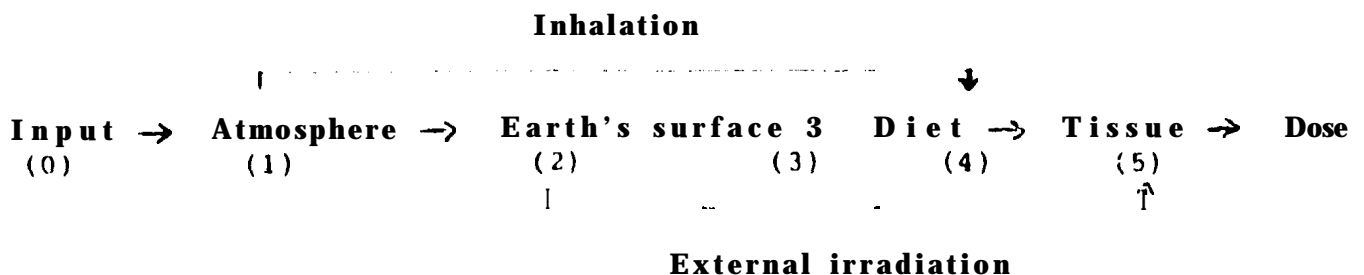 Inhalation
Input → Atmosphere → Earth's surface 3 Diet → Tissue → Dose
(0) (1) (2) (3) (4) (5)
External irradiation